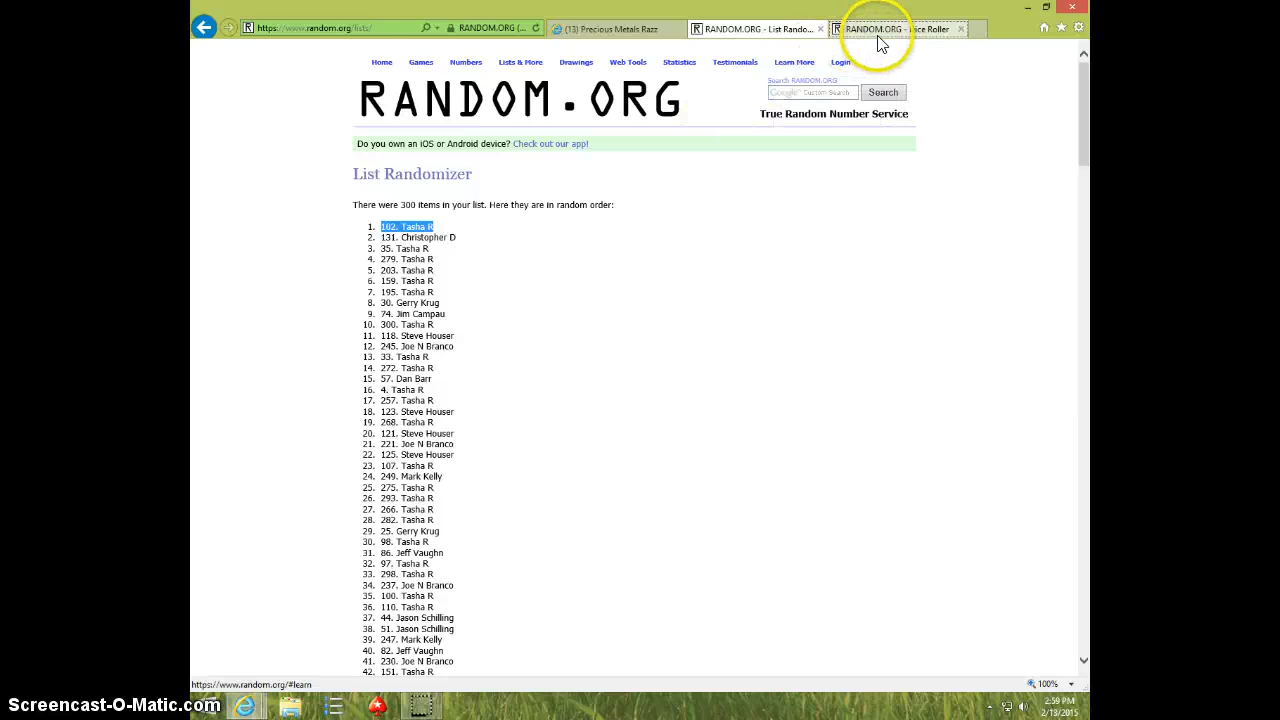 https://www.random.org/lists/
RANDOM.ORG (...
(13) Precious Metals Razz
RANDOM.ORG - List Rando...
RANDOM.ORG - Dice Roller
Home Games Numbers Lists & More Drawings Web Tools Statistics Testimonials Learn More Login
Search RANDOM.ORG
Google Custom Search
Search
RANDOM.ORG
True Random Number Service
Do you own an iOS or Android device? Check out our app!
List Randomizer
There were 300 items in your list. Here they are in random order:
1. 102. Tasha R
2. 131. Christopher D
3. 35. Tasha R
4. 279. Tasha R
5. 203. Tasha R
6. 159. Tasha R
7. 195. Tasha R
8. 30. Gerry Krug
9. 74. Jim Campau
10. 300. Tasha R
11. 118. Steve Houser
12. 245. Joe N Branco
13. 33. Tasha R
14. 272. Tasha R
15. 57. Dan Barr
16. 4. Tasha R
17. 257. Tasha R
18. 123. Steve Houser
19. 268. Tasha R
20. 121. Steve Houser
21. 221. Joe N Branco
22. 125. Steve Houser
23. 107. Tasha R
24. 249. Mark Kelly
25. 275. Tasha R
26. 293. Tasha R
27. 266. Tasha R
28. 282. Tasha R
29. 25. Gerry Krug
30. 98. Tasha R
31. 86. Jeff Vaughn
32. 97. Tasha R
33. 298. Tasha R
34. 237. Joe N Branco
35. 100. Tasha R
36. 110. Tasha R
37. 44. Jason Schilling
38. 51. Jason Schilling
39. 247. Mark Kelly
40. 82. Jeff Vaughn
41. 230. Joe N Branco
42. 151. Tasha R
https://www.random.org/#learn
100%
2:59 PM
2/13/2015
Screencast-O-Matic.com